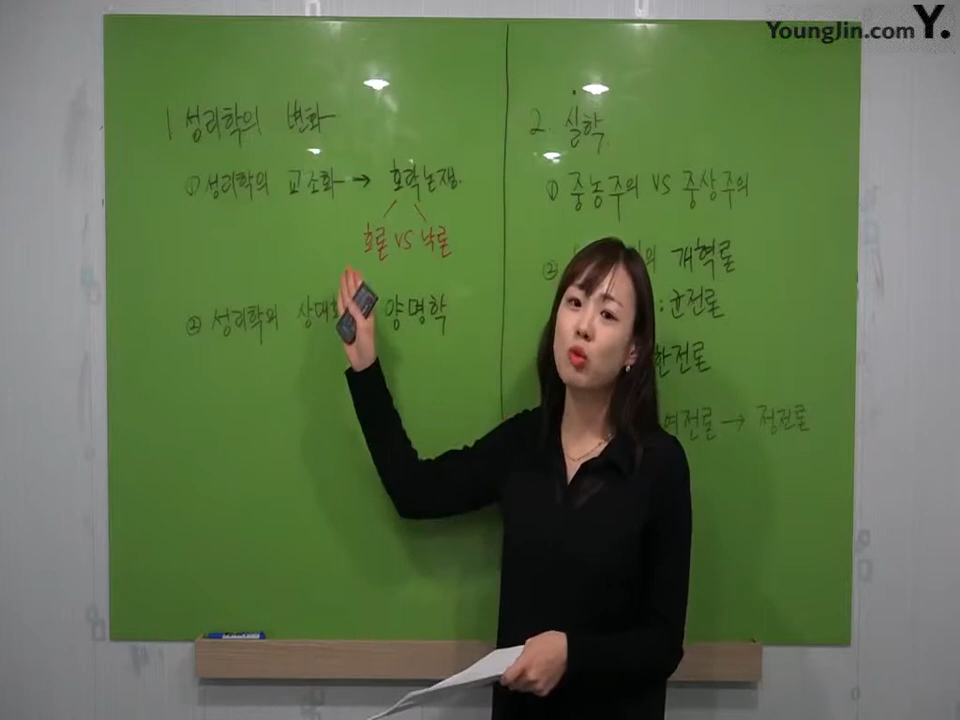 YoungJin.com Y.
1 성리학의 변화
① 성리학의 교조화 → 호락논쟁.
호론 vs 낙론
② 성리학의 상대화 양명학
2. 실학
① 중농주의 vs 중상주의
② 의 개혁론
: 균전론
한전론
여전론 → 정전론